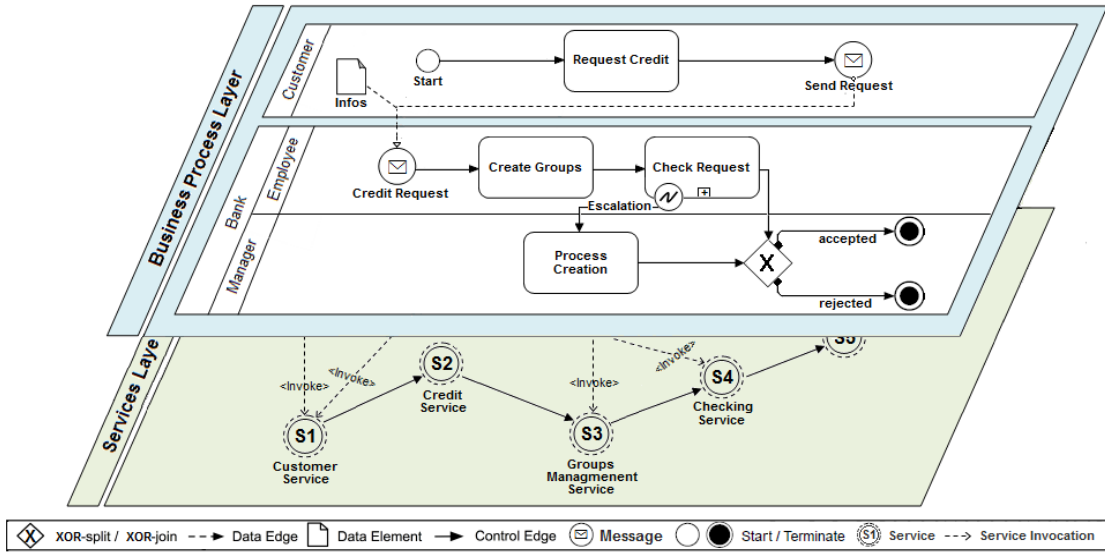 Business Process Layer
Customer
Infos
Start
Request Credit
Send Request
Bank
Employee
Manager
Credit Request
Create Groups
Check Request
Escalation
Process
Creation
X
accepted
rejected
Services Laye
<Invoke>
<Invoke>
<Invoke>
<Invoke>
S1
Customer
Service
S2
Credit
Service
S3
Groups
Managmenent
Service
S4
Checking
Service
S5
X XOR-split / XOR-join Data Edge Data Element Control Edge Message Start / Terminate S1 Service Service Invocation